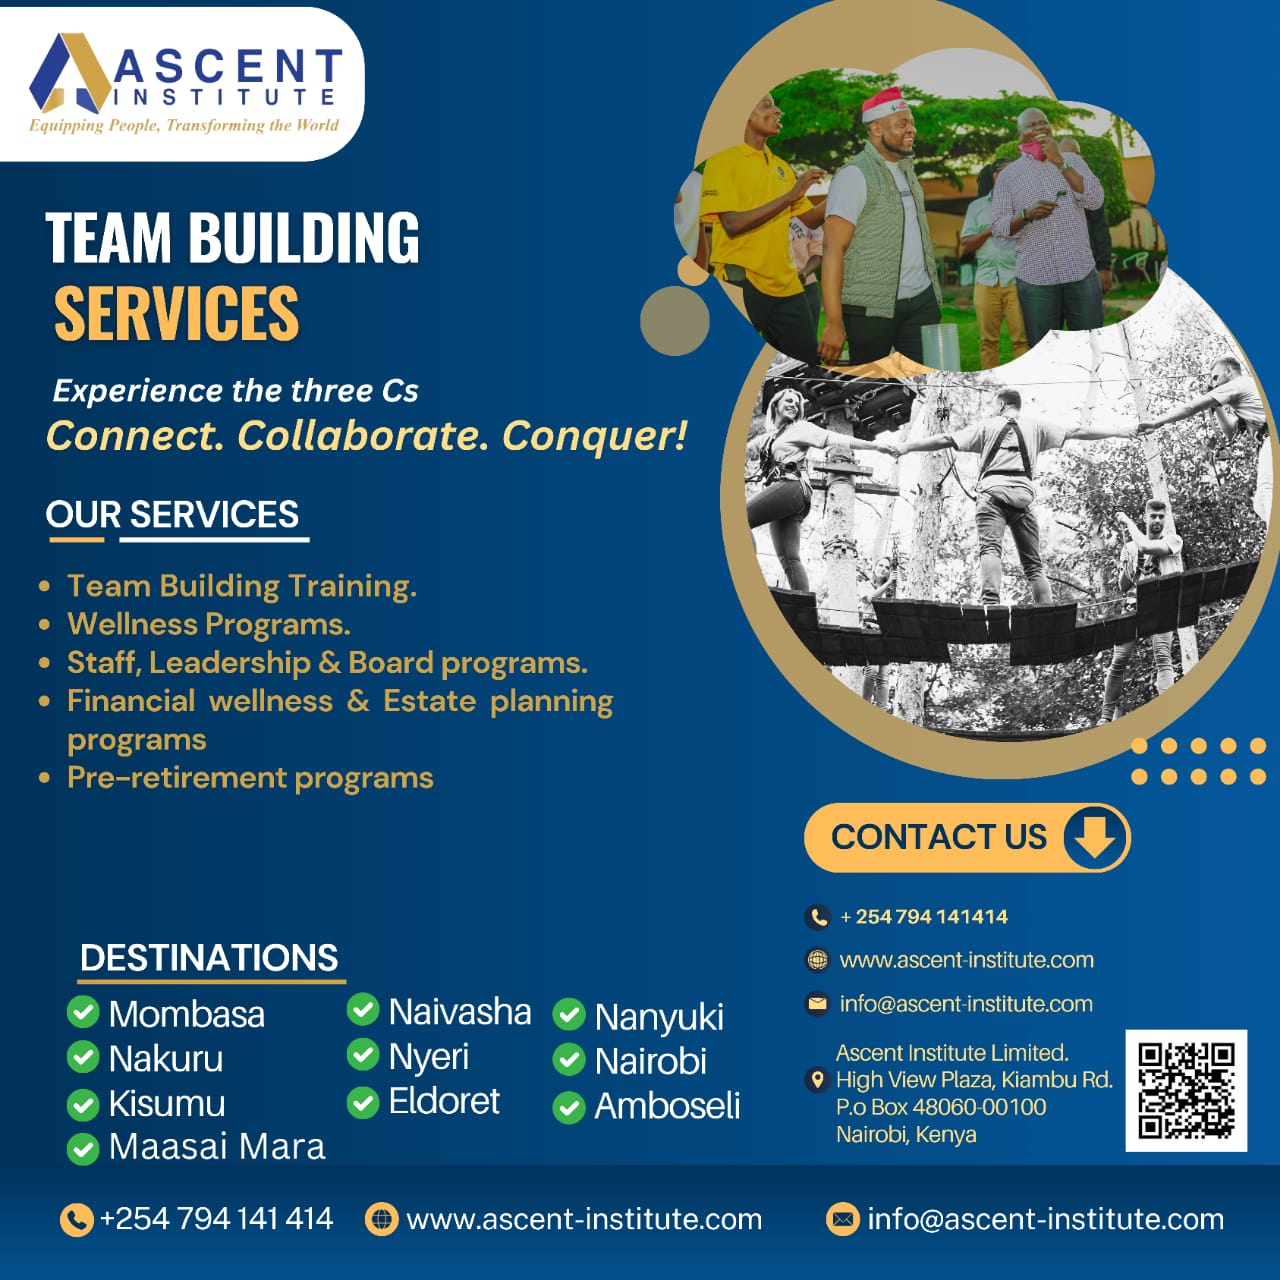 ASCENT
INSTITUTE
Equipping People, Transforming the World
TEAM BUILDING
SERVICES
Experience the three Cs
Connect. Collaborate. Conquer!
OUR SERVICES
• Team Building Training.
• Wellness Programs.
• Staff, Leadership & Board programs.
• Financial wellness & Estate planning
programs
• Pre-retirement programs
DESTINATIONS
Mombasa
Nakuru
Kisumu
Maasai Mara
Naivasha
Nyeri
Eldoret
Nanyuki
Nairobi
Amboseli
CONTACT US
+ 254 794 141414
www.ascent-institute.com
info@ascent-institute.com
Ascent Institute Limited.
High View Plaza, Kiambu Rd.
P.o Box 48060-00100
Nairobi, Kenya
+254 794 141 414
www.ascent-institute.com
info@ascent-institute.com